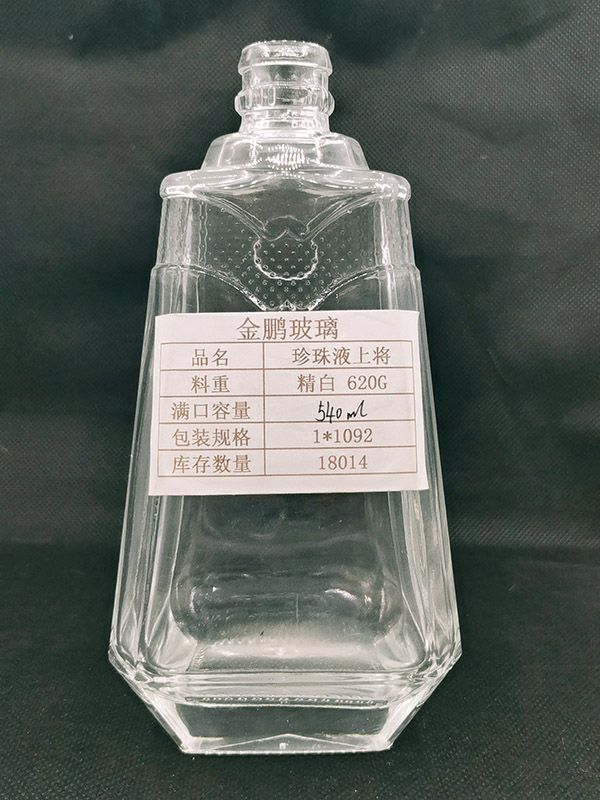 金鹏玻璃
品名 珍珠液上将
料重 精白 620G
满口容量 540ml
包装规格 1*1092
库存数量 18014